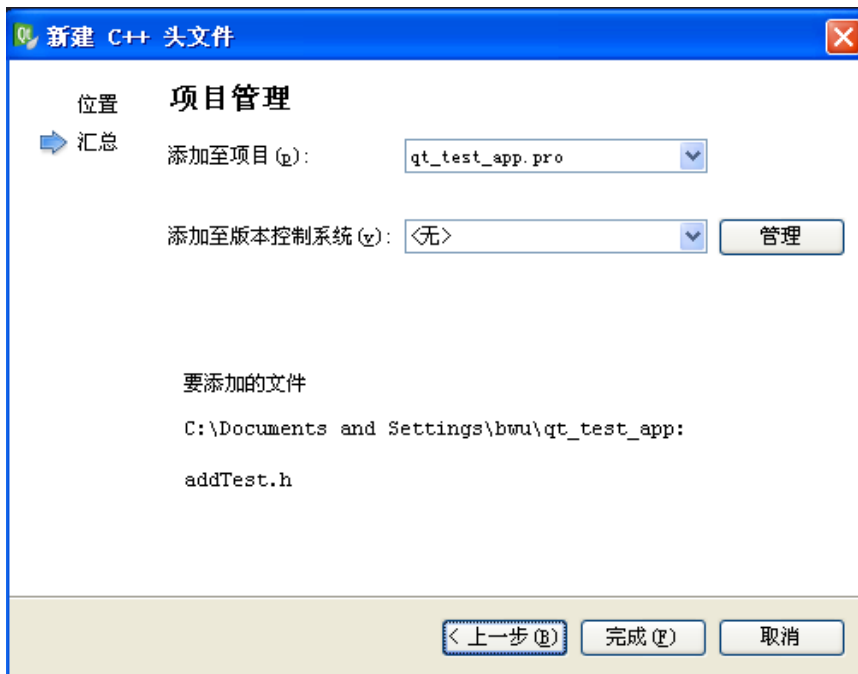 新建 C++ 头文件
位置
汇总
项目管理
添加至项目(p):
qt_test_app.pro
添加至版本控制系统(v):
<无>
管理
要添加的文件
C:\Documents and Settings\bwu\qt_test_app:
addTest.h
< 上一步(B)
完成(F)
取消